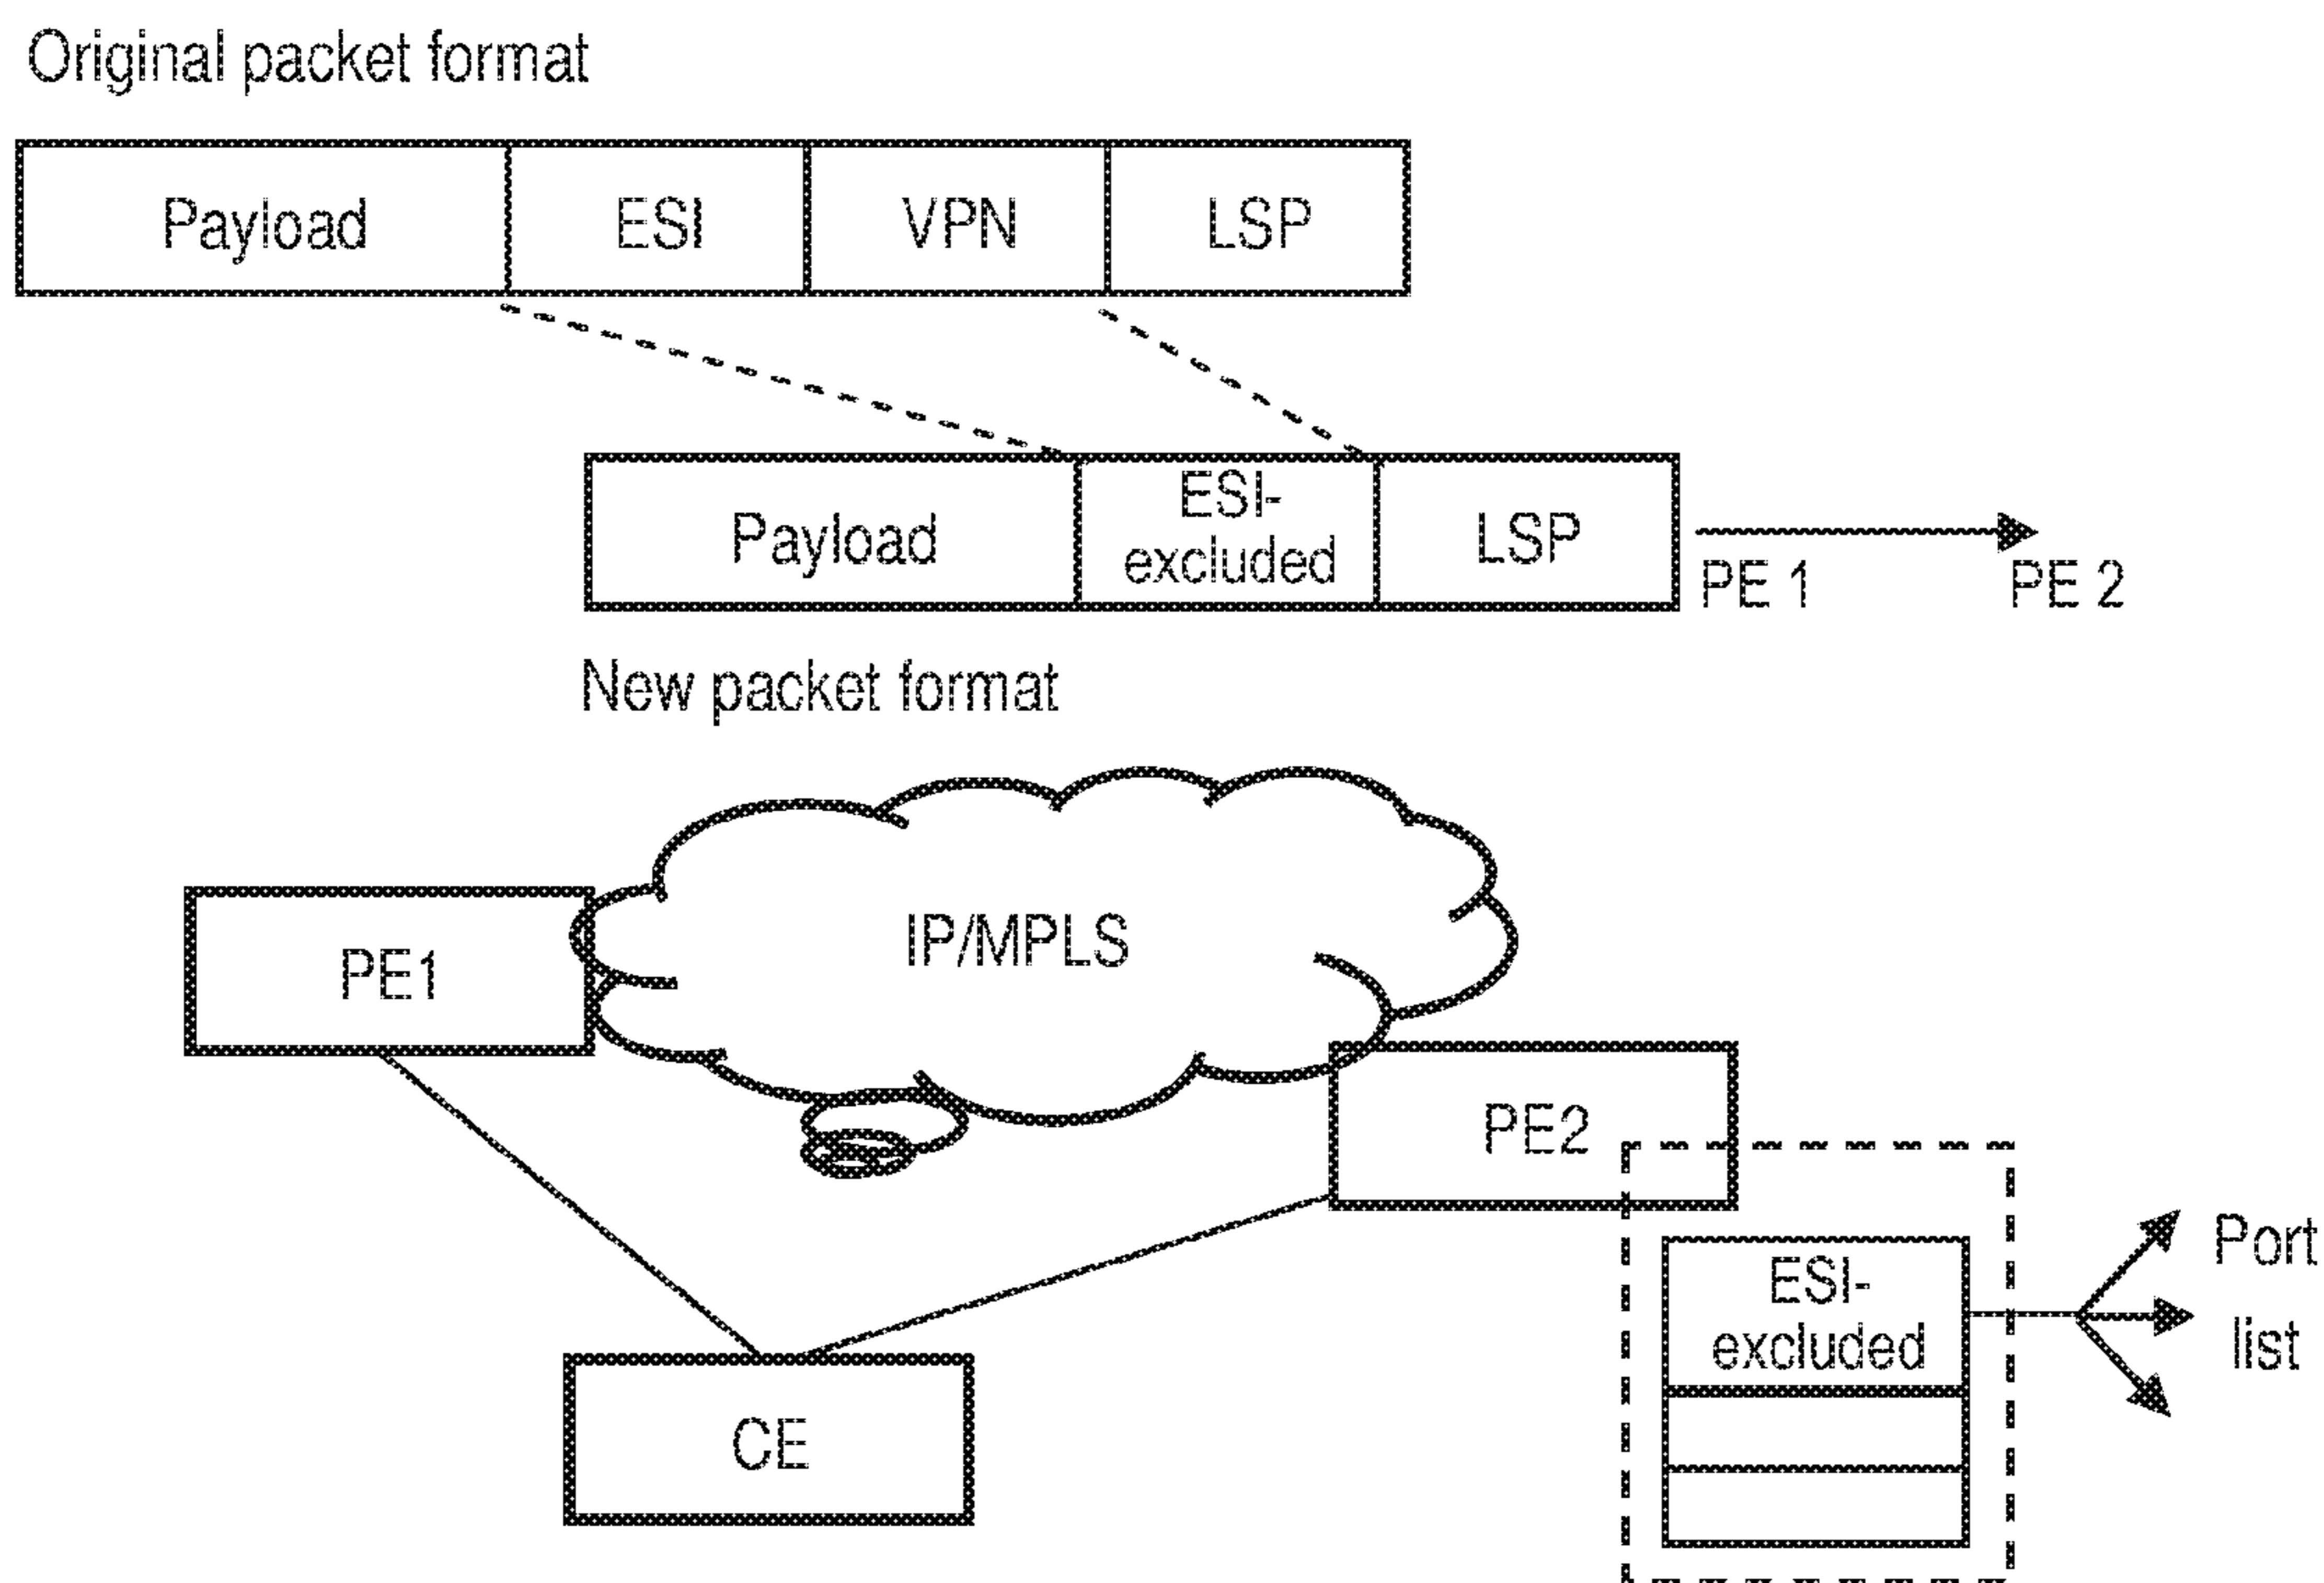 Original packet format
Payload ESI VPN LSP
Payload ESI-
excluded LSP
PE 1 PE 2
New packet format
IP/MPLS
PE1
PE2
CE
ESI-
excluded
Port
list